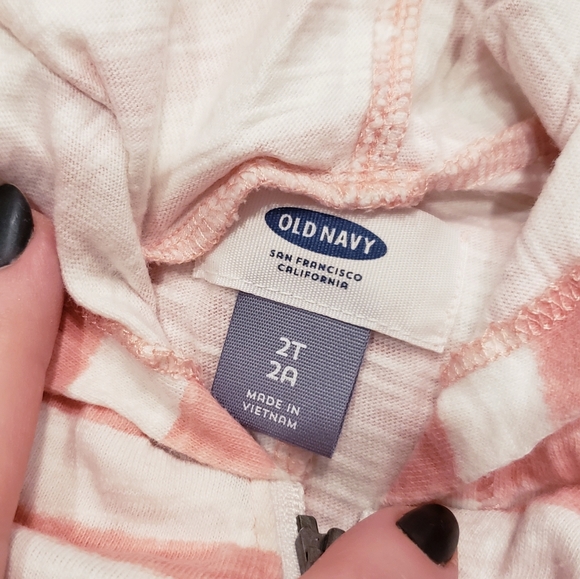 OLD NAVY
SAN FRANCISCO
CALIFORNIA
2T
2A
MADE IN
VIETNAM